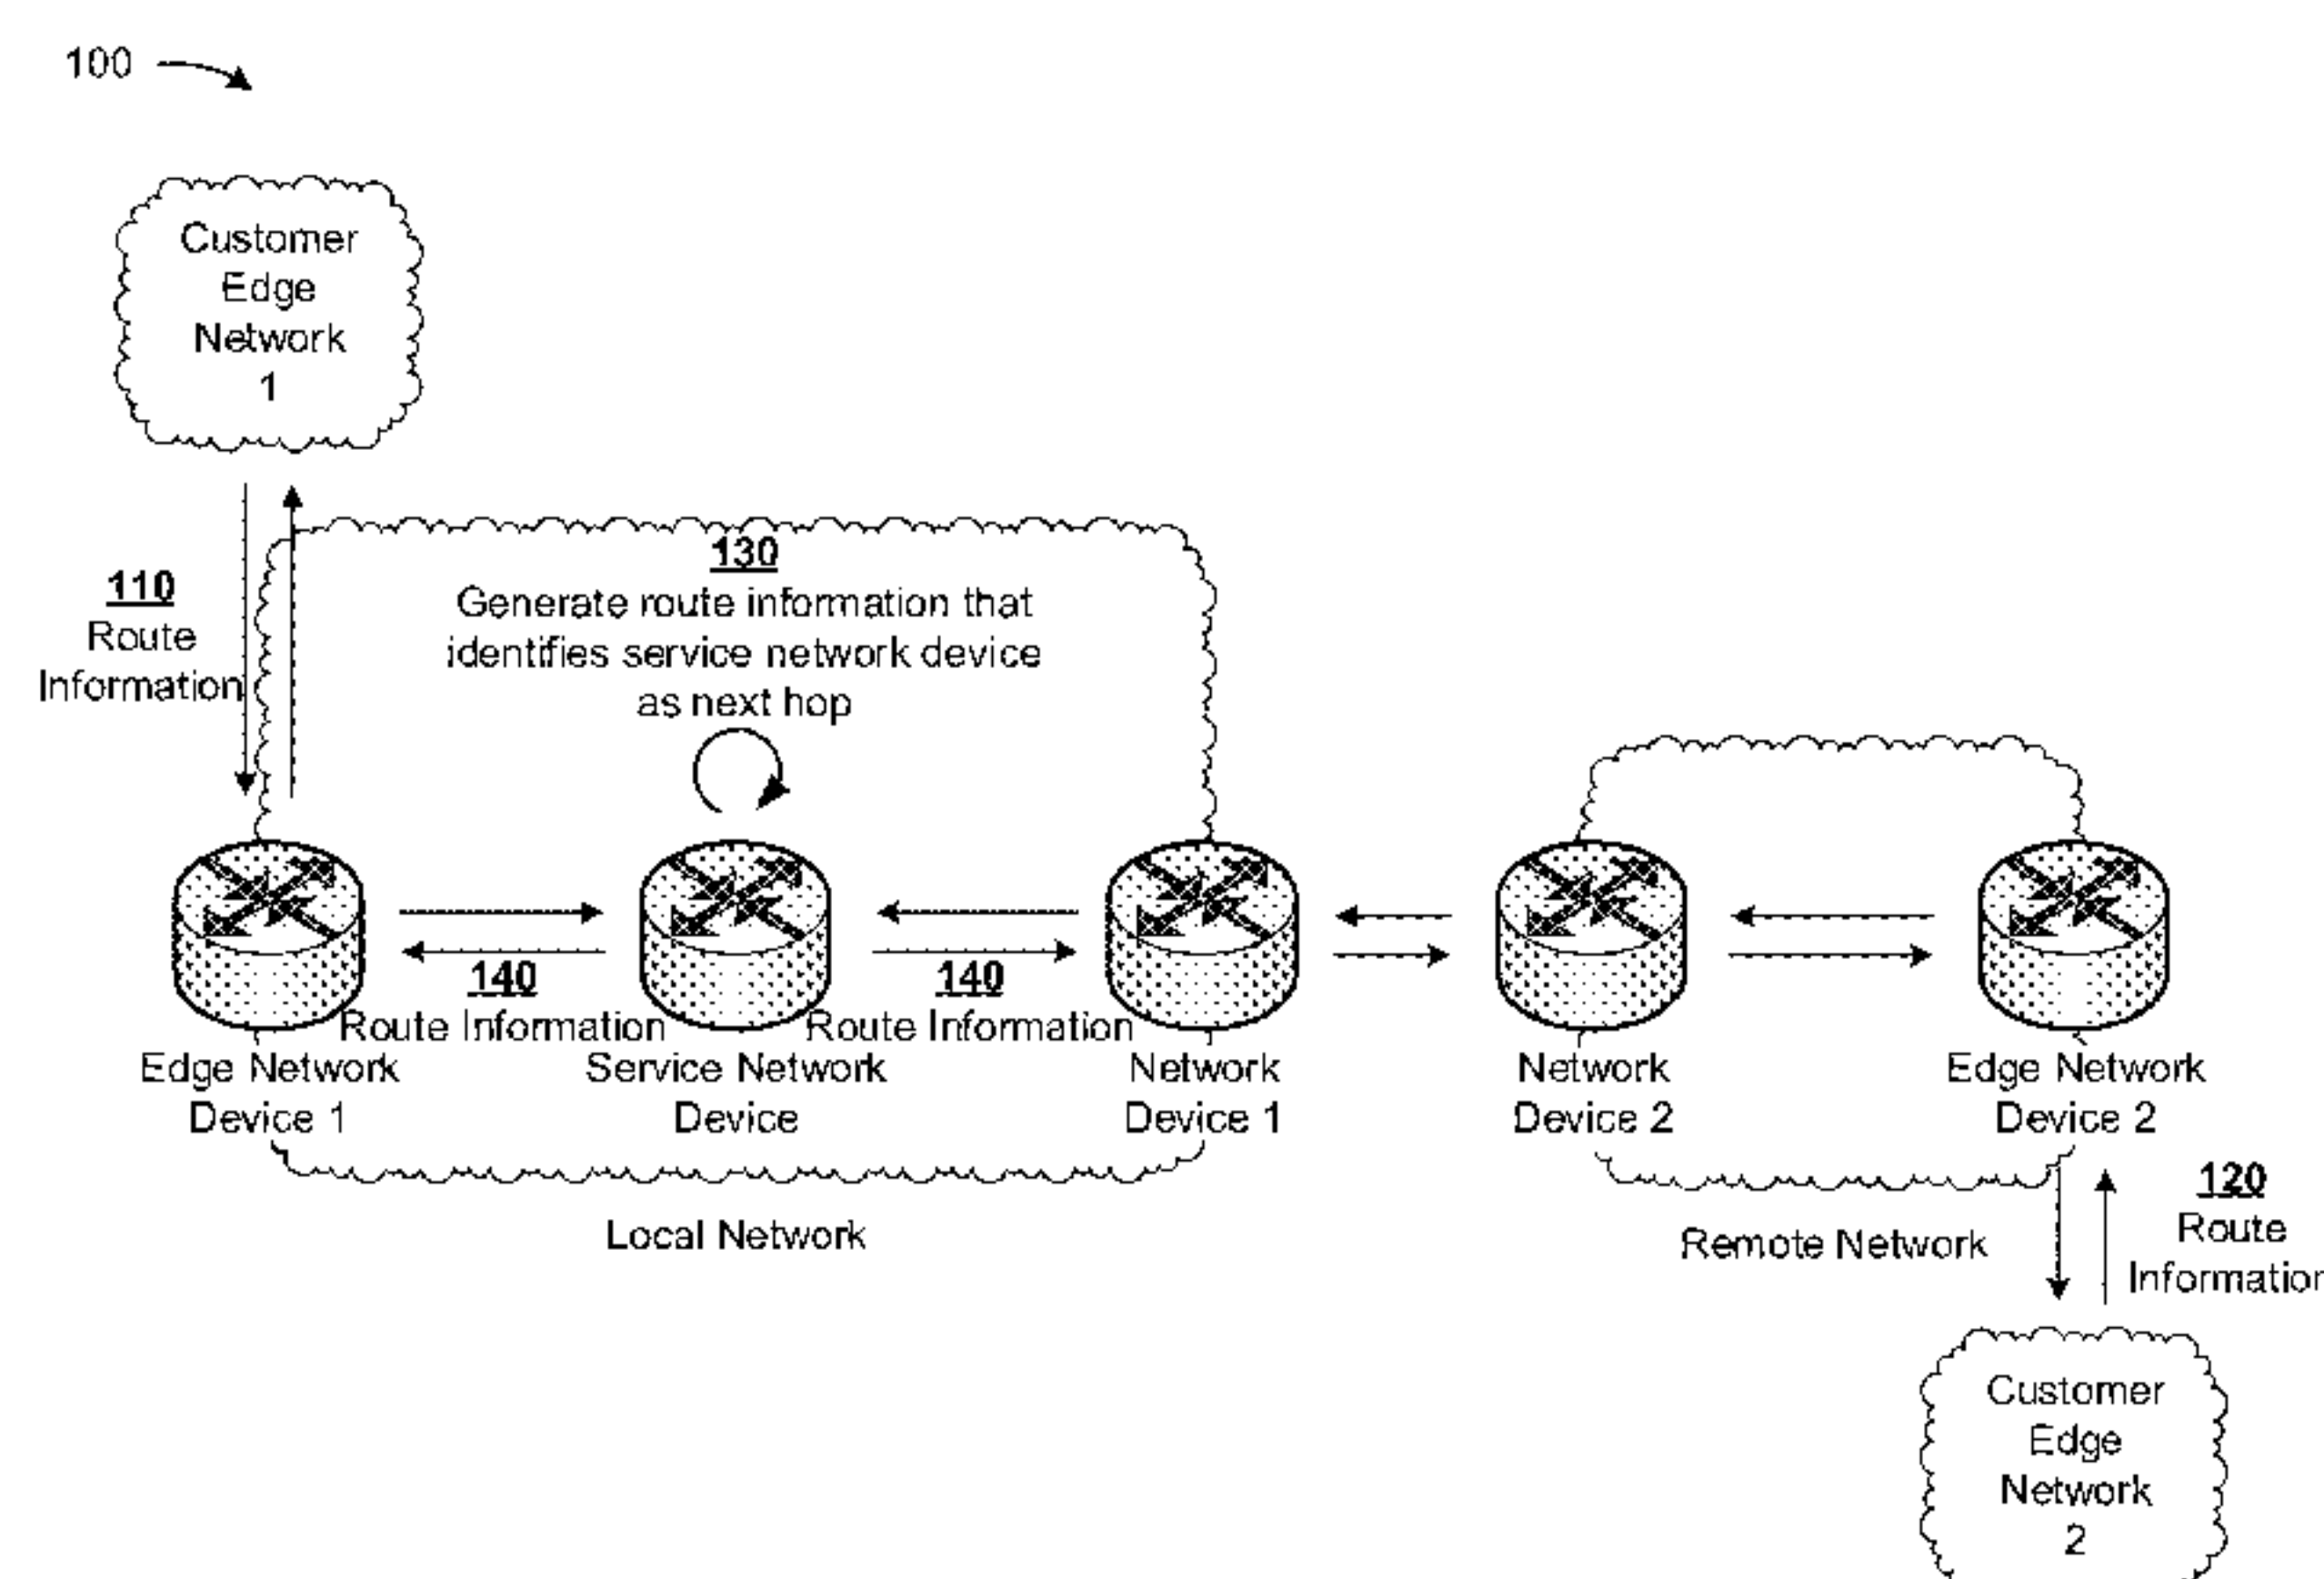 100
Customer
Edge
Network
1
130
Generate route information that
identifies service network device
as next hop
110
Route
Information
140
Route Information
140
Route Information
Edge Network
Device 1
Service Network
Device
Network
Device 1
Network
Device 2
Edge Network
Device 2
Local Network
Remote Network
120
Route
Information
Customer
Edge
Network
2